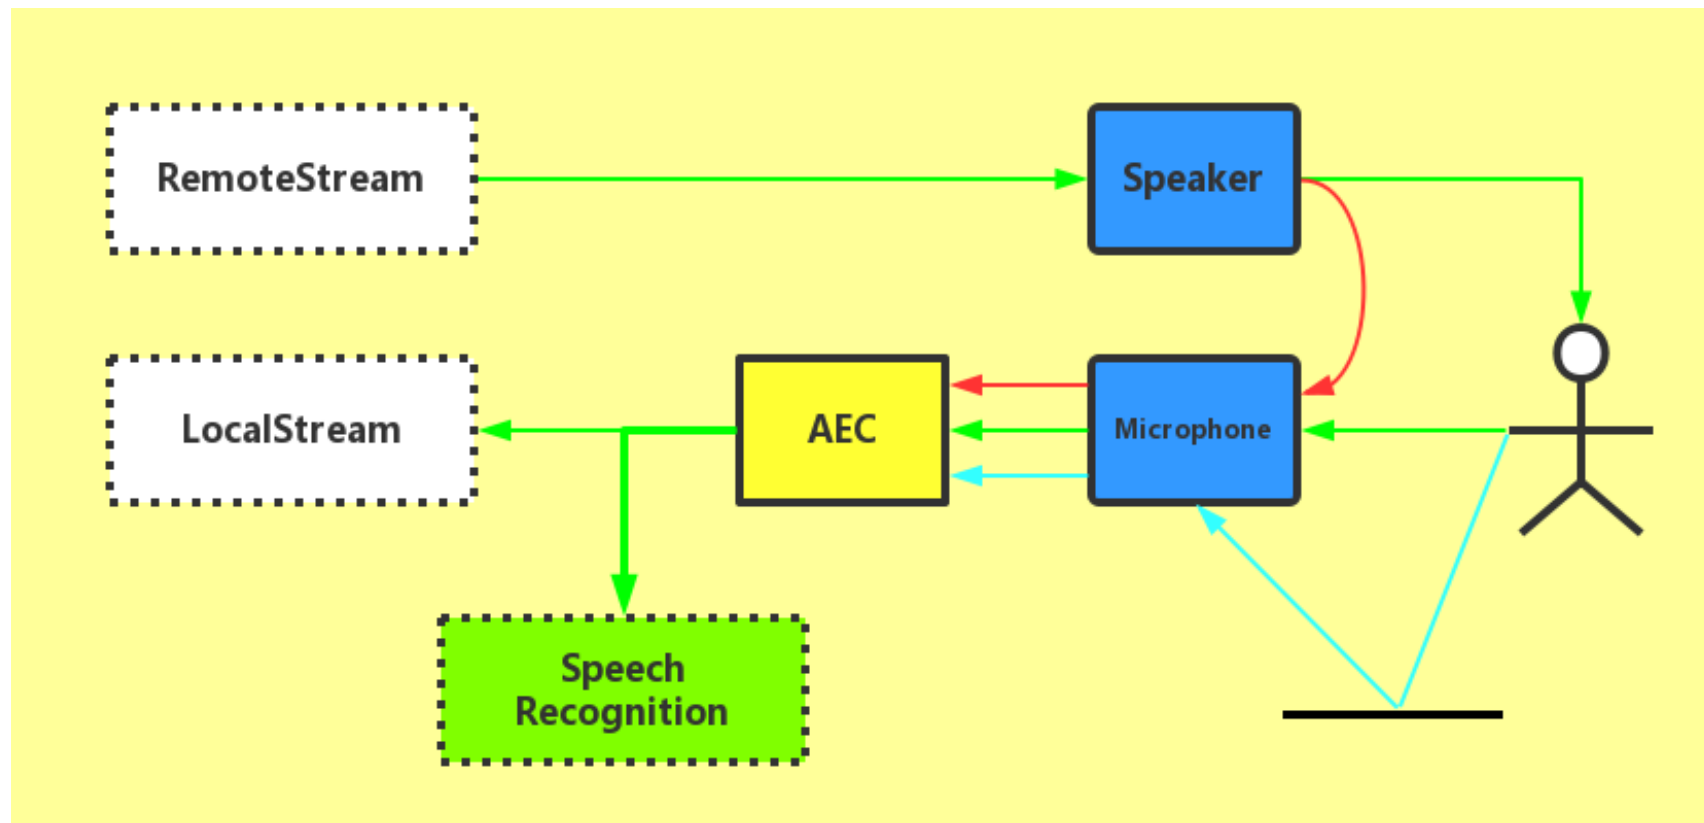 RemoteStream
Speaker
LocalStream
AEC
Microphone
Speech
Recognition